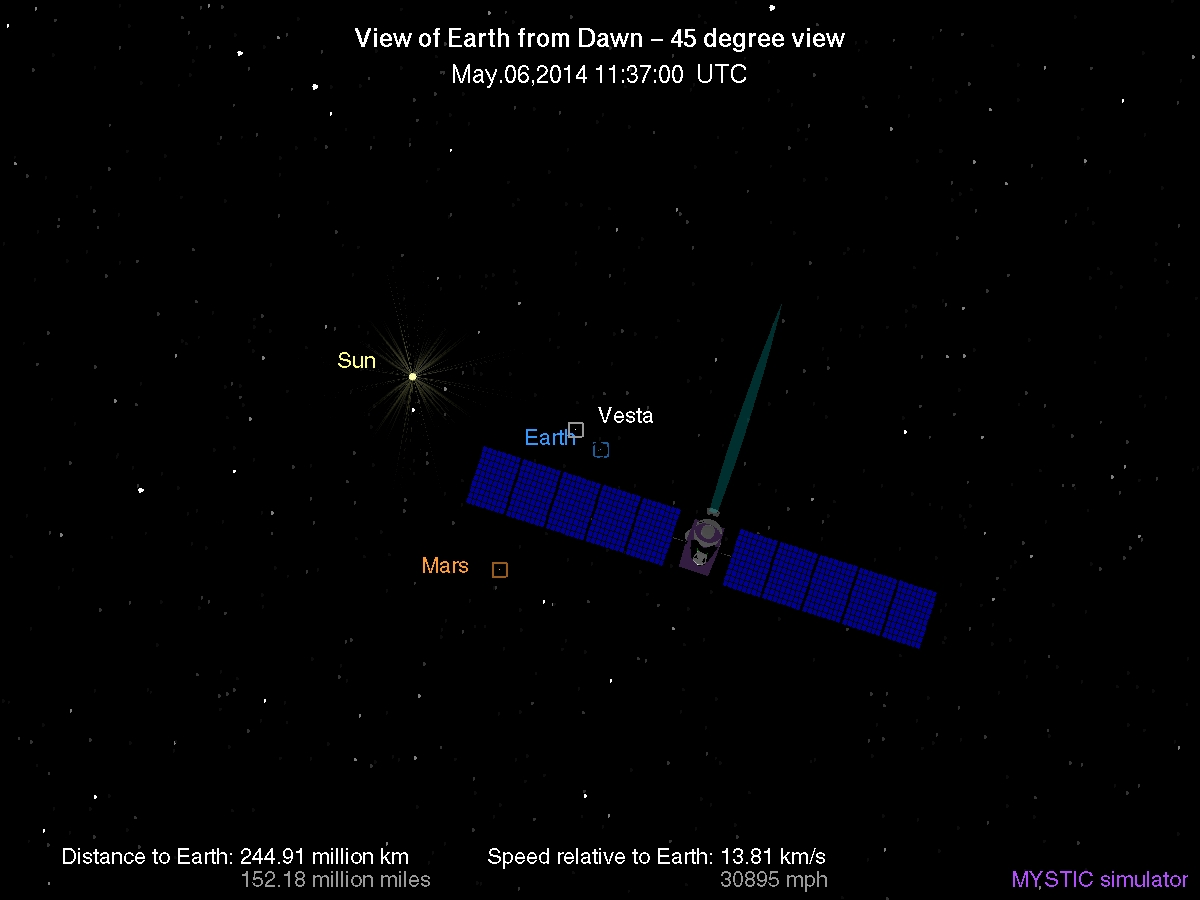 View of Earth from Dawn – 45 degree view
May.06,2014 11:37:00 UTC
Sun
Vesta
Earth
Mars
Distance to Earth: 244.91 million km
152.18 million miles
Speed relative to Earth: 13.81 km/s
30895 mph
MYSTIC simulator